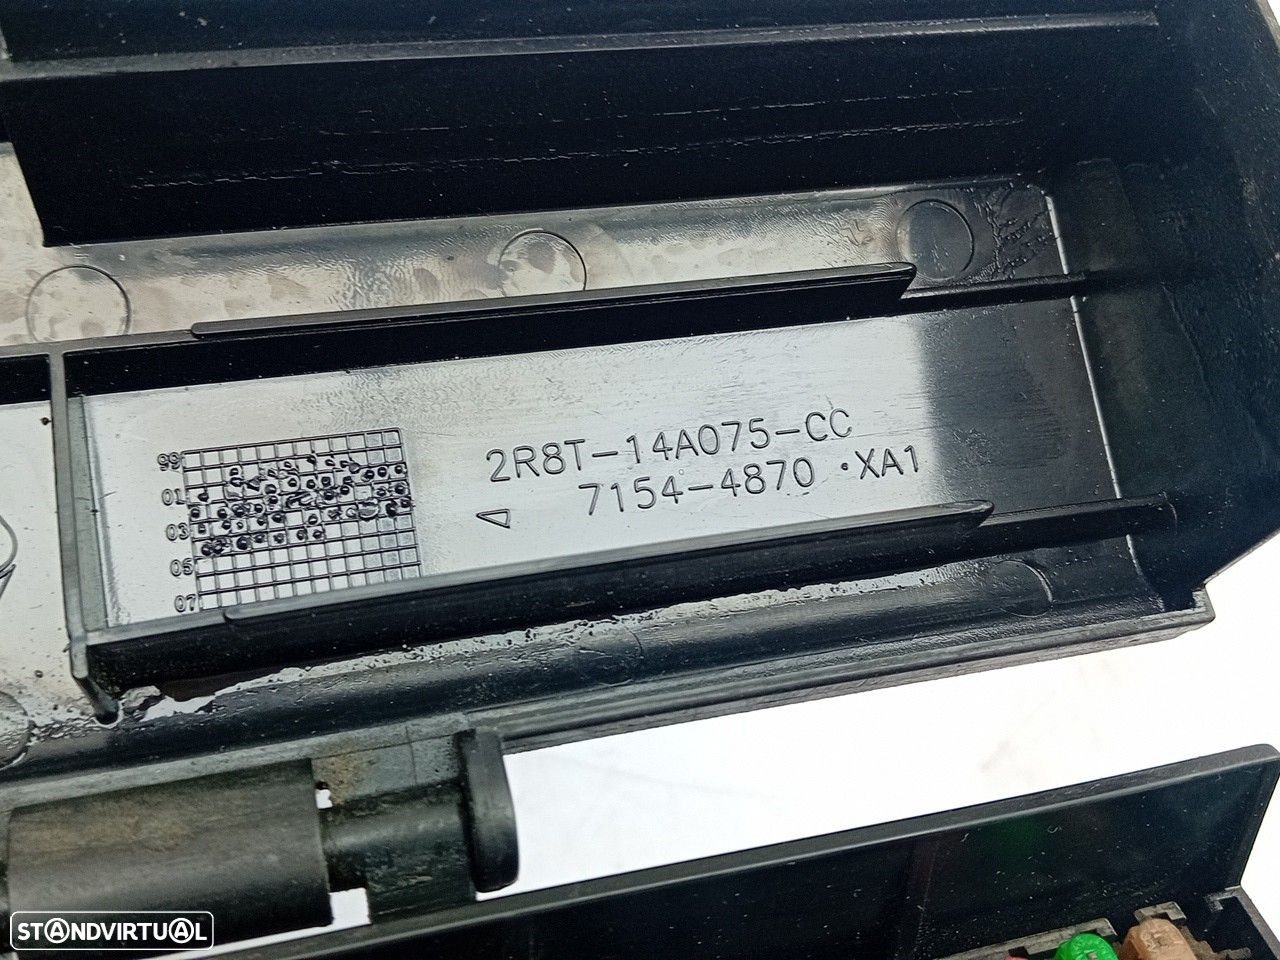 2R8T-14A075-CC
7154-4870 ·XA1
99
01
03
05
07
STANDVIRTUAL